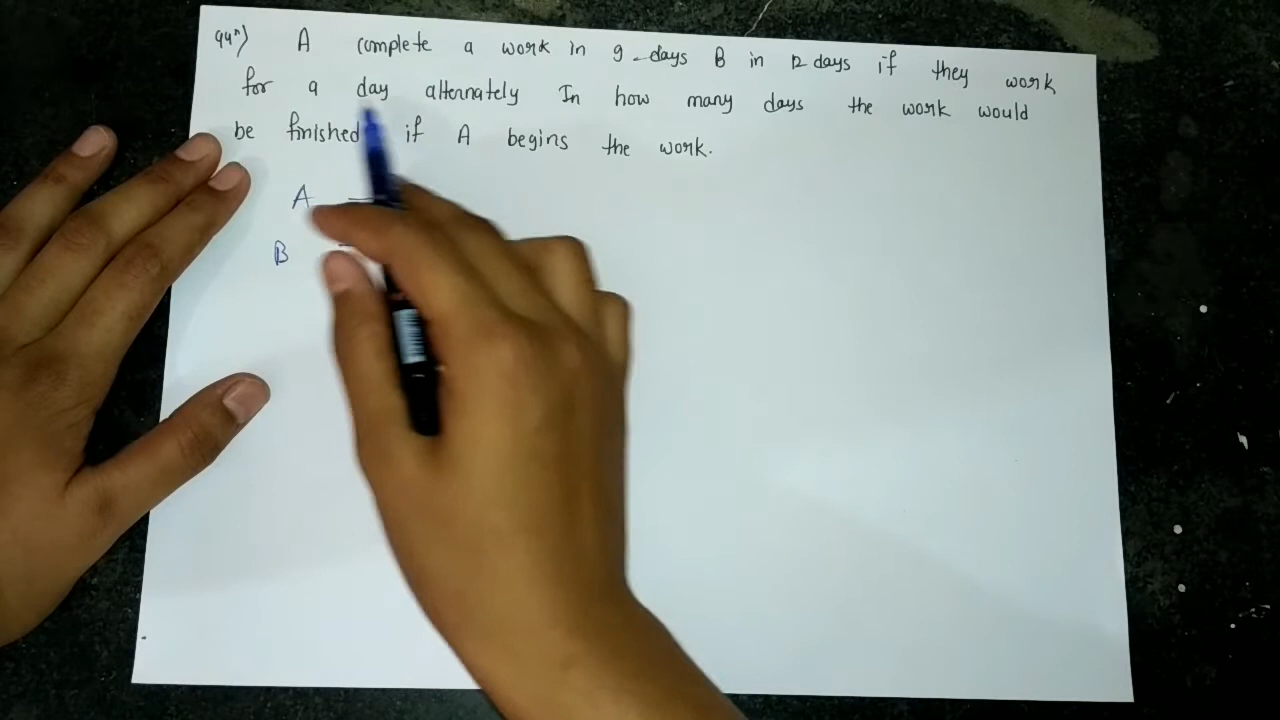 qun) A complete a work in 9 days B in 12 days if they work
for a day alternately In how many days the work would
be finished if A begins the work.
A —
B —